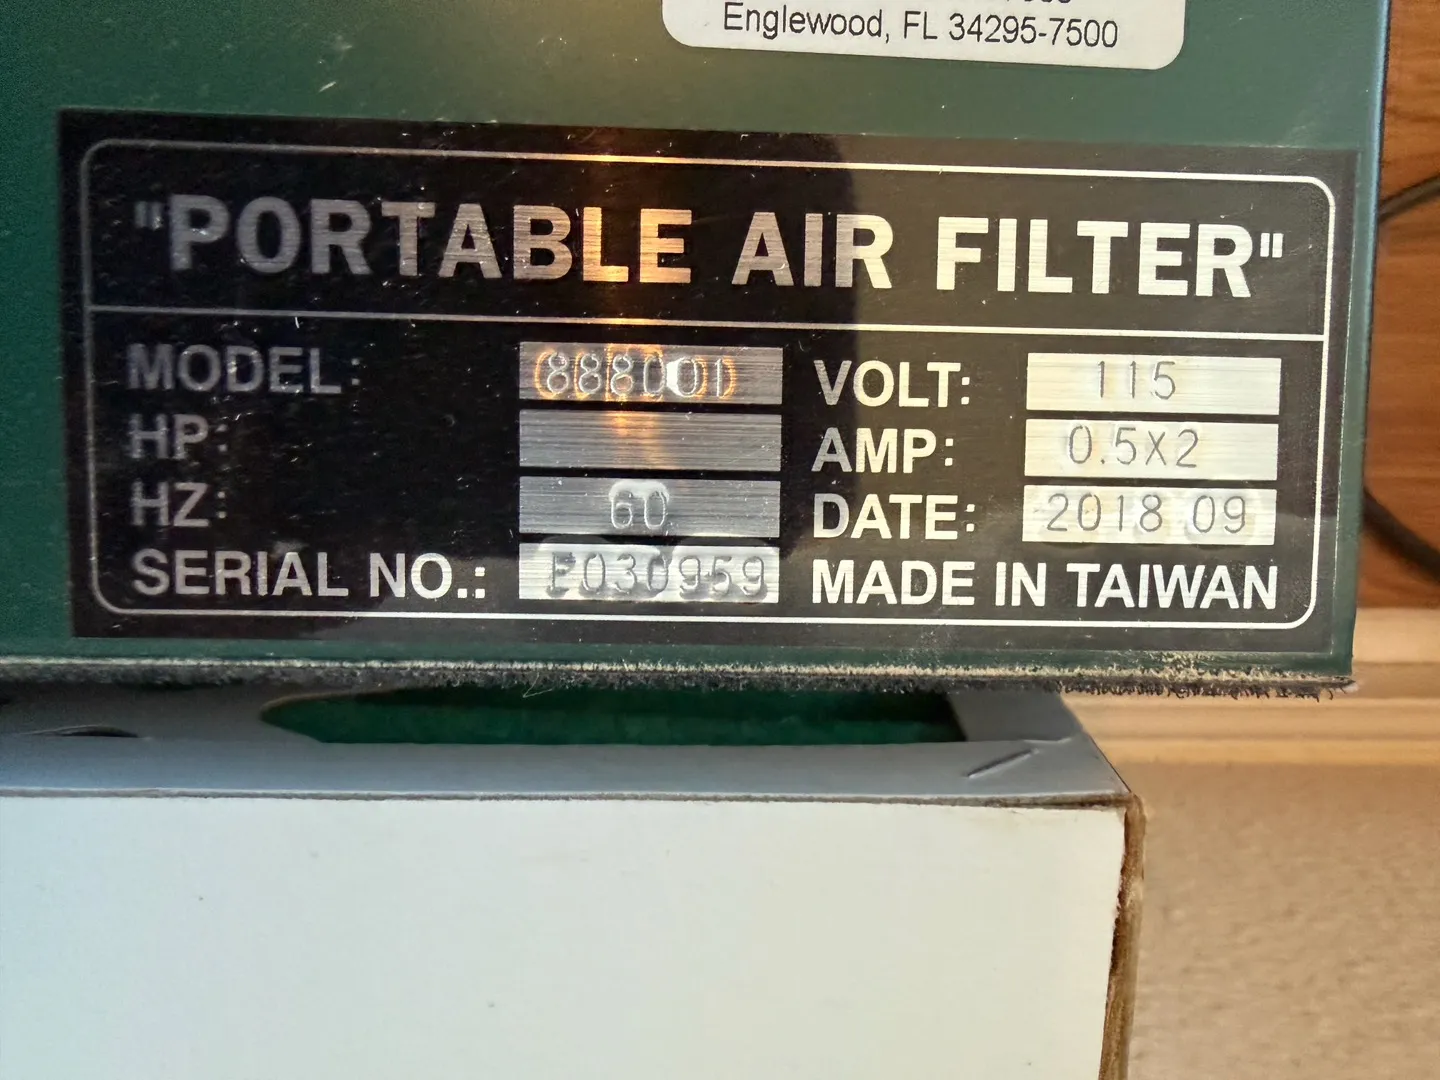 Englewood, FL 34295-7500
"PORTABLE AIR FILTER"
MODEL: 888001
HP:
HZ: 60
SERIAL NO.: F030959
VOLT: 115
AMP: 0.5X2
DATE: 2018 09
MADE IN TAIWAN